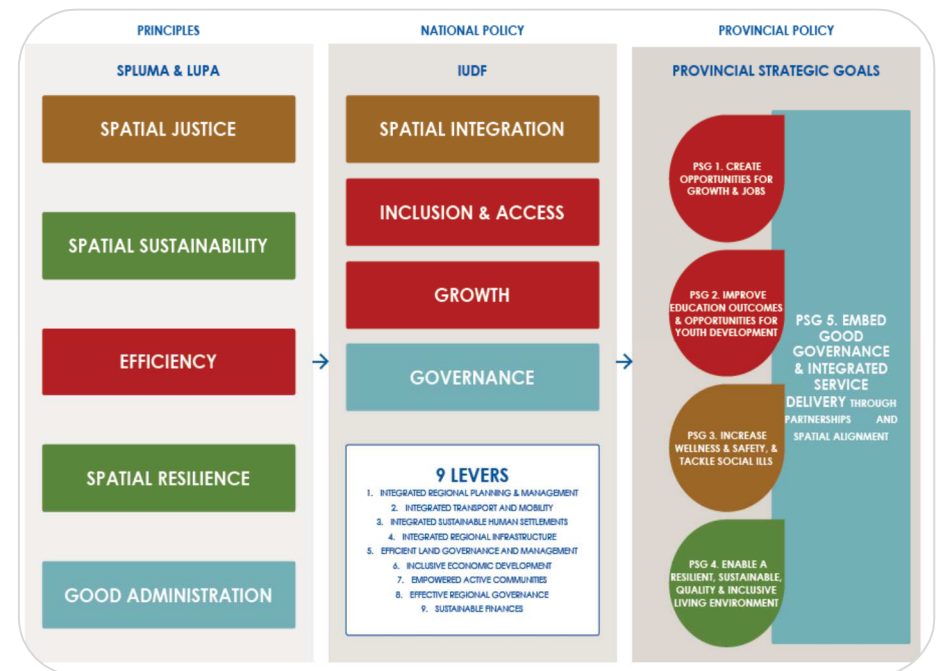 PRINCIPLES
SPLUMA & LUPA
SPATIAL JUSTICE
SPATIAL SUSTAINABILITY
EFFICIENCY
SPATIAL RESILIENCE
GOOD ADMINISTRATION
NATIONAL POLICY
IUDF
SPATIAL INTEGRATION
INCLUSION & ACCESS
GROWTH
GOVERNANCE
9 LEVERS
1. INTEGRATED REGIONAL PLANNING & MANAGEMENT
2. INTEGRATED TRANSPORT AND MOBILITY
3. INTEGRATED SUSTAINABLE HUMAN SETTLEMENTS
4. INTEGRATED REGIONAL INFRASTRUCTURE
5. EFFICIENT LAND GOVERNANCE AND MANAGEMENT
6. INCLUSIVE ECONOMIC DEVELOPMENT
7. EMPOWERED ACTIVE COMMUNITIES
8. EFFECTIVE REGIONAL GOVERNANCE
9. SUSTAINABLE FINANCES
PROVINCIAL POLICY
PROVINCIAL STRATEGIC GOALS
PSG 1. CREATE
OPPORTUNITIES FOR
GROWTH & JOBS
PSG 2. IMPROVE
EDUCATION OUTCOMES
& OPPORTUNITIES FOR
YOUTH DEVELOPMENT
PSG 3. INCREASE
WELLNESS & SAFETY, &
TACKLE SOCIAL ILLS
PSG 4. ENABLE A
RESILIENT, SUSTAINABLE,
QUALITY & INCLUSIVE
LIVING ENVIRONMENT
PSG 5. EMBED
GOOD
GOVERNANCE
& INTEGRATED
SERVICE
DELIVERY THROUGH
PARTNERSHIPS AND
SPATIAL ALIGNMENT